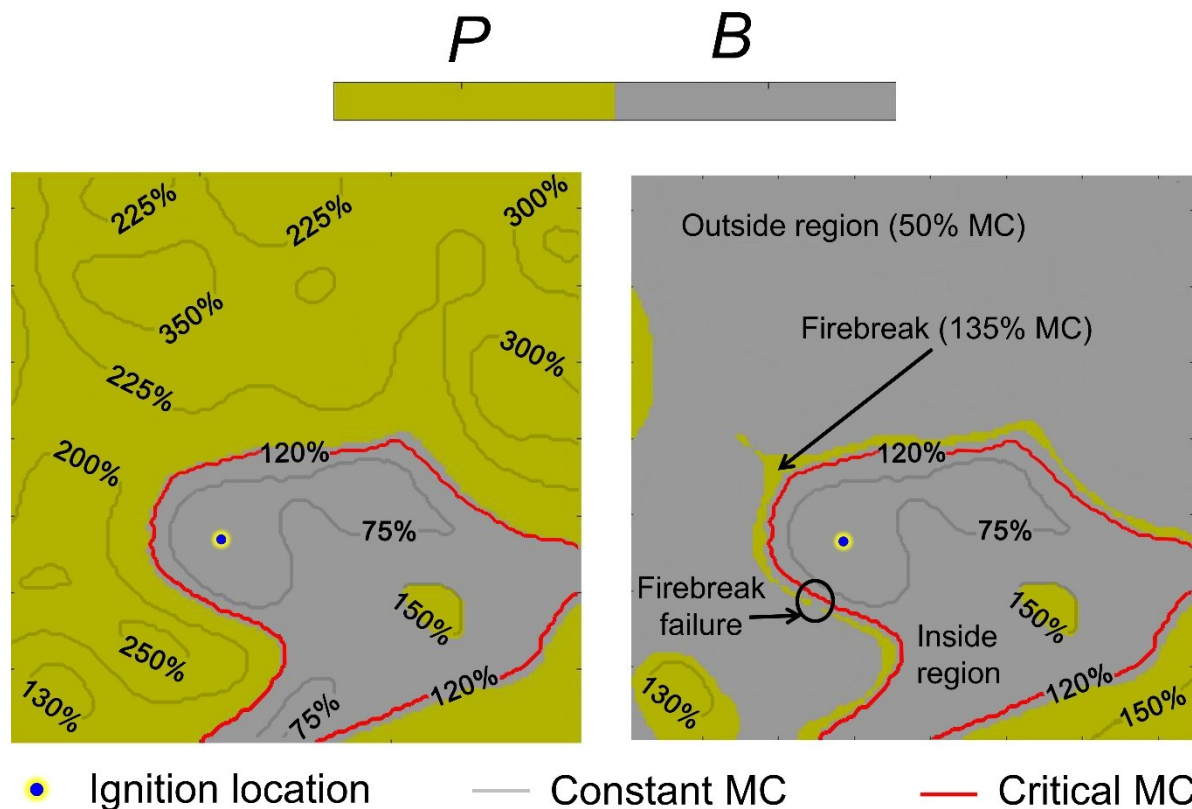 P B
225%
225%
300%
350%
300%
225%
200%
120%
75%
150%
250%
130%
75%
120%
Outside region (50% MC)
Firebreak (135% MC)
120%
75%
Firebreak
failure
150%
Inside
region
130%
120%
150%
Ignition location Constant MC Critical MC